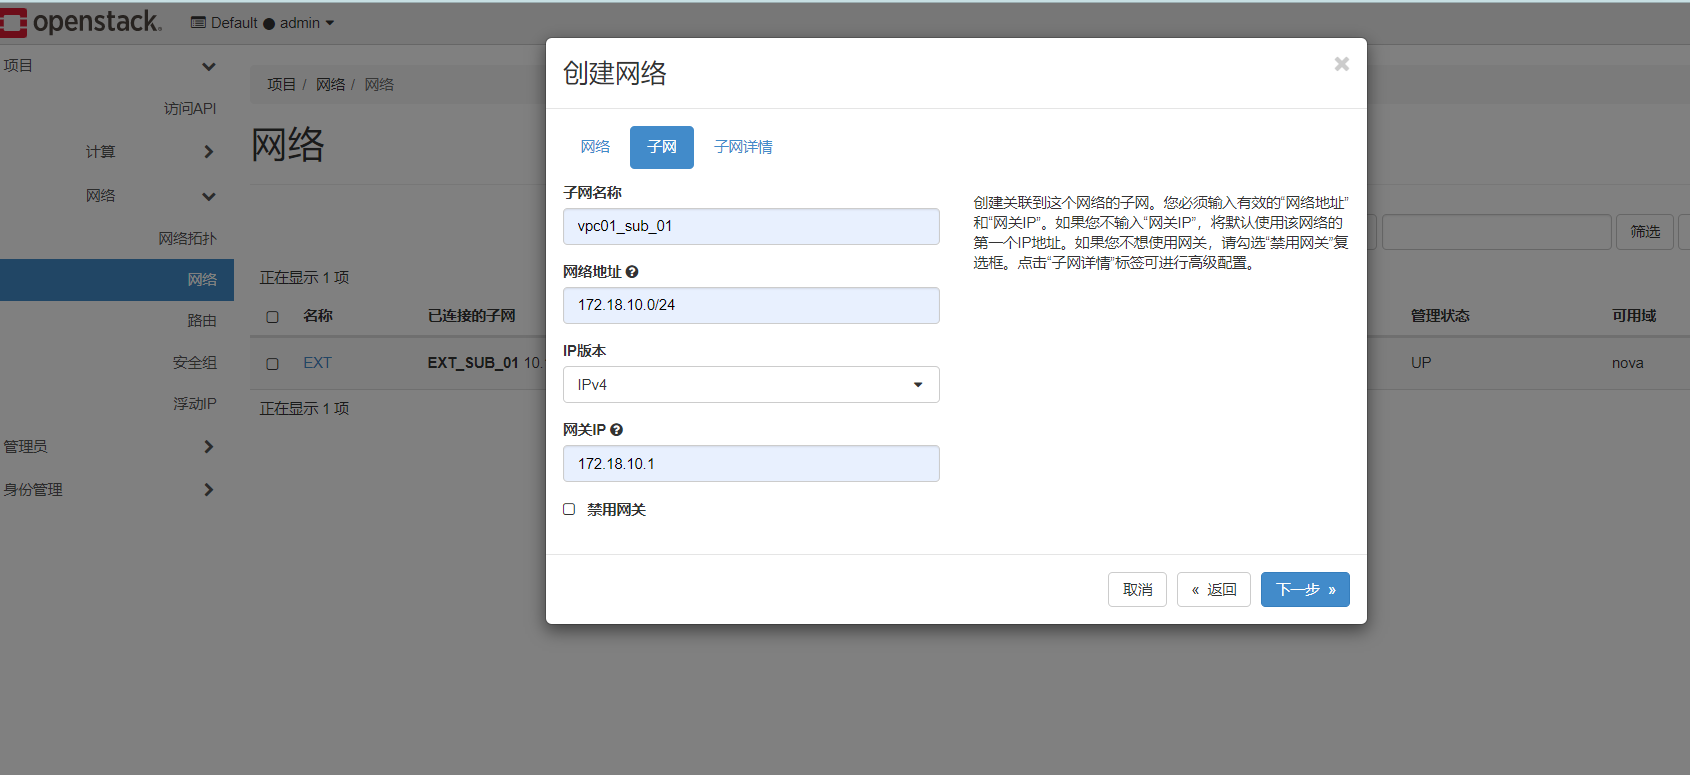 openstack. Default ● admin
项目
访问API
计算
网络
网络拓扑
网络
路由
安全组
浮动IP
管理员
身份管理
项目 / 网络 / 网络
网络
筛选
正在显示 1 项
名称 已连接的子网 管理状态 可用域
EXT EXT_SUB_01 10. UP nova
正在显示 1 项
创建网络
网络 子网 子网详情
子网名称
vpc01_sub_01
网络地址
172.18.10.0/24
IP版本
IPv4
网关IP
172.18.10.1
禁用网关
创建关联到这个网络的子网。您必须输入有效的“网络地址”
和“网关IP”。如果您不输入“网关IP”，将默认使用该网络的
第一个IP地址。如果您不想使用网关，请勾选“禁用网关”复
选框。点击“子网详情”标签可进行高级配置。
取消 « 返回 下一步 »